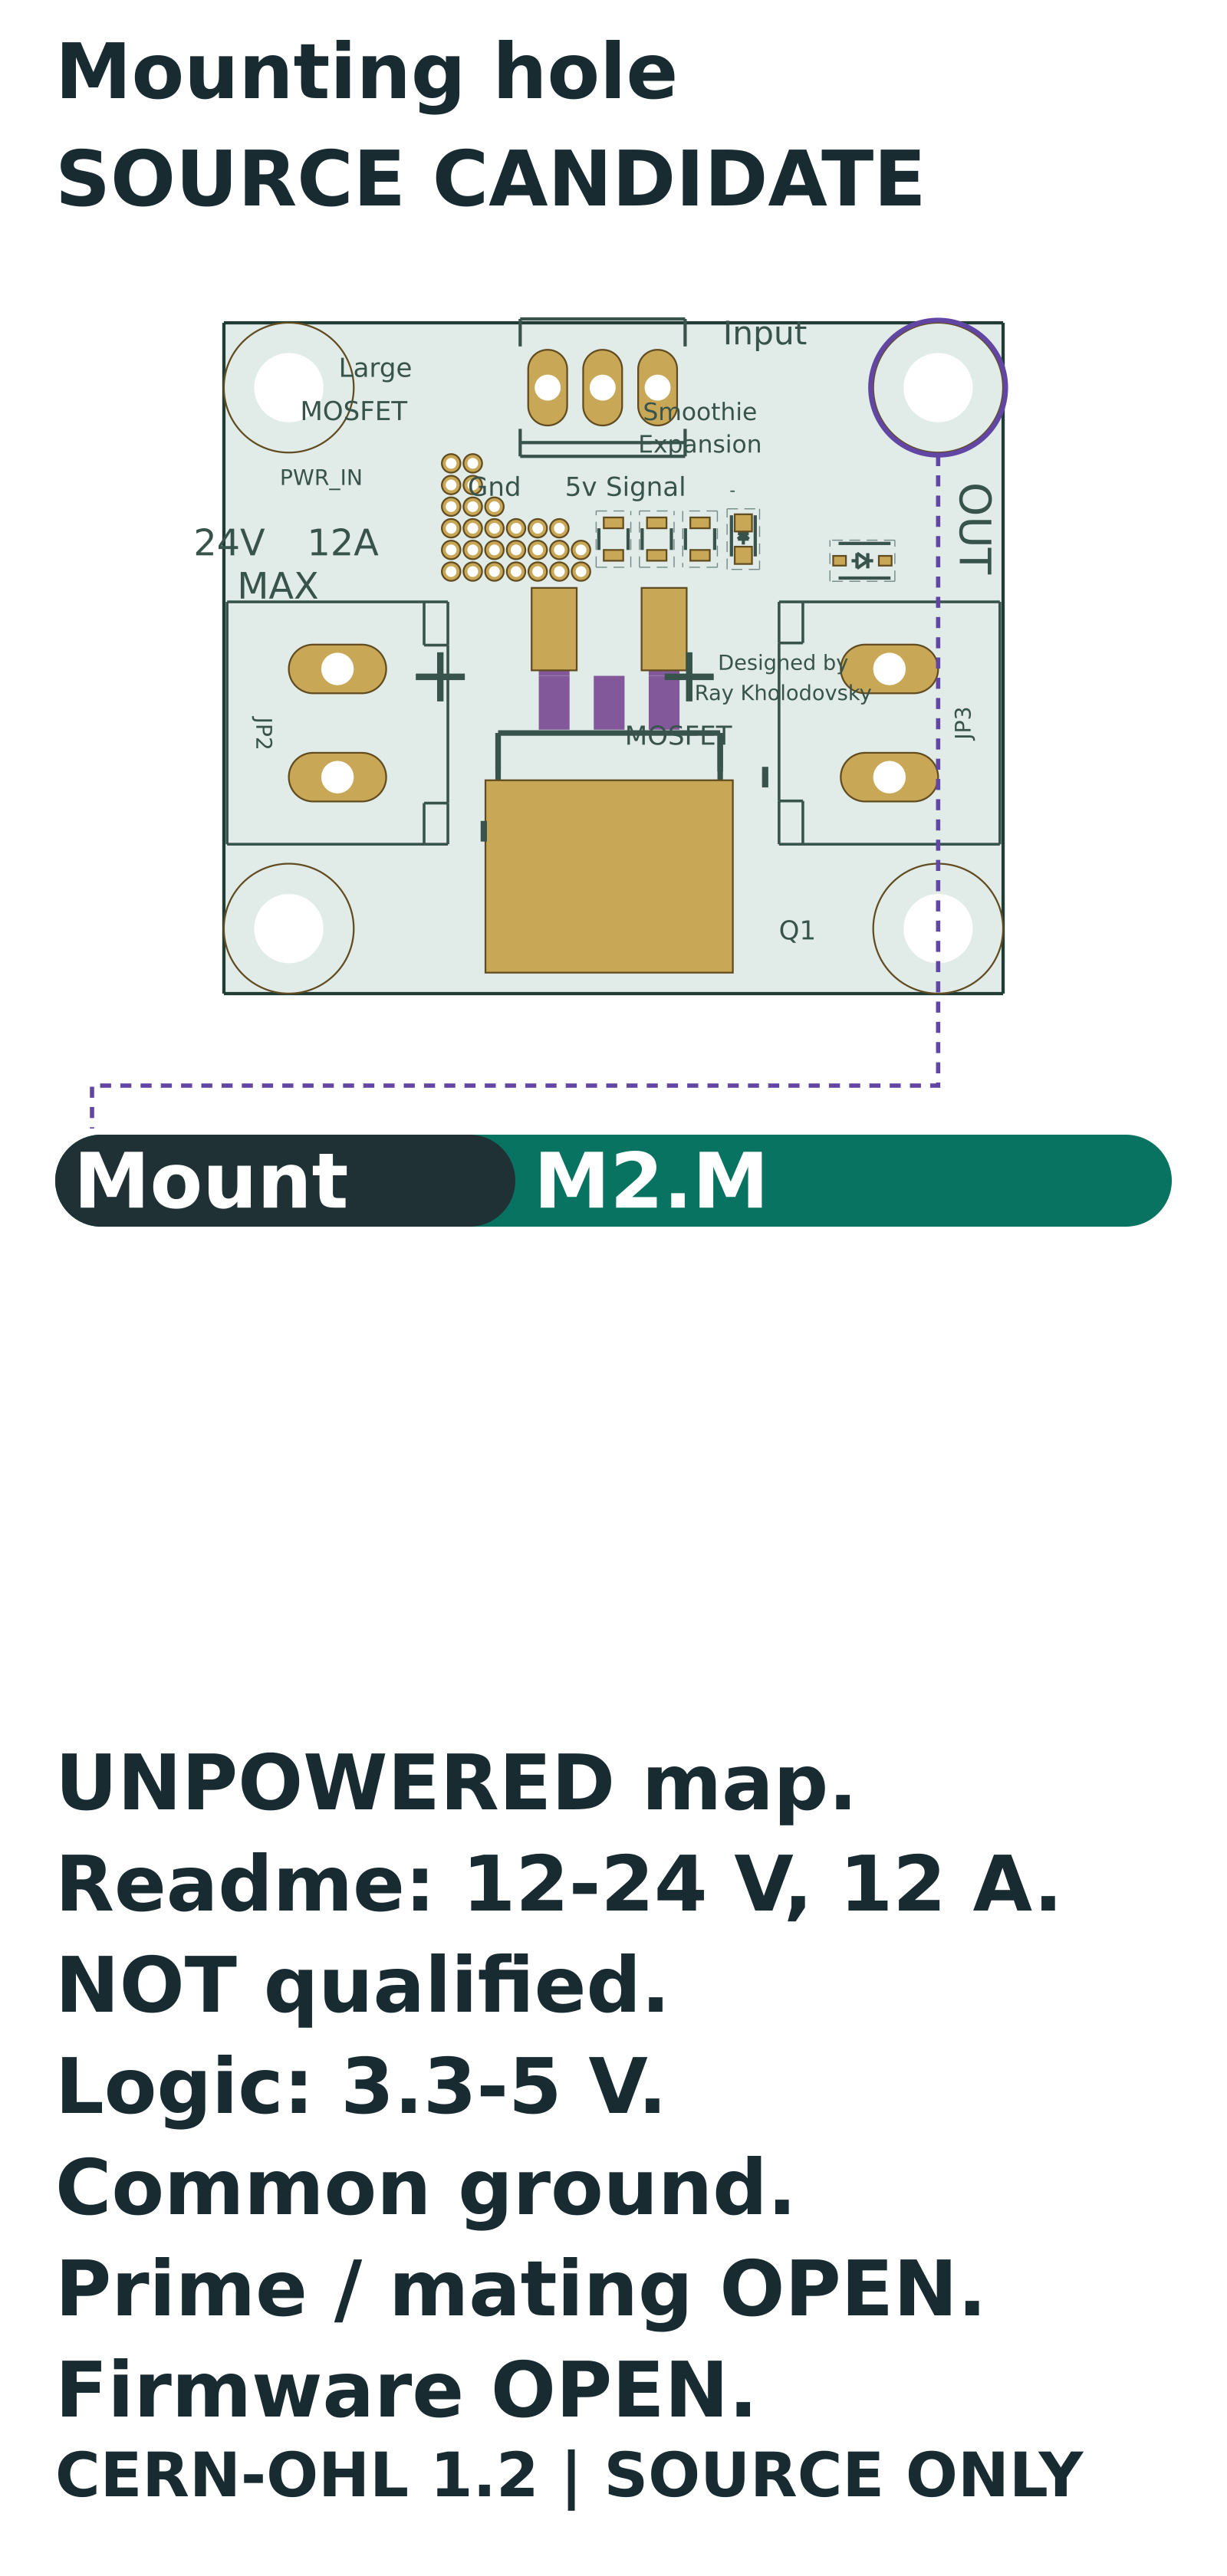 Mounting hole
SOURCE CANDIDATE
Input
Large
MOSFET
Smoothie
Expansion
PWR_IN
Gnd
5v Signal
-
OUT
24V 12A
MAX
Designed by
Ray Kholodovsky
JP2
JP3
MOSFET
Q1
Mount
M2.M
UNPOWERED map.
Readme: 12-24 V, 12 A.
NOT qualified.
Logic: 3.3-5 V.
Common ground.
Prime / mating OPEN.
Firmware OPEN.
CERN-OHL 1.2 | SOURCE ONLY